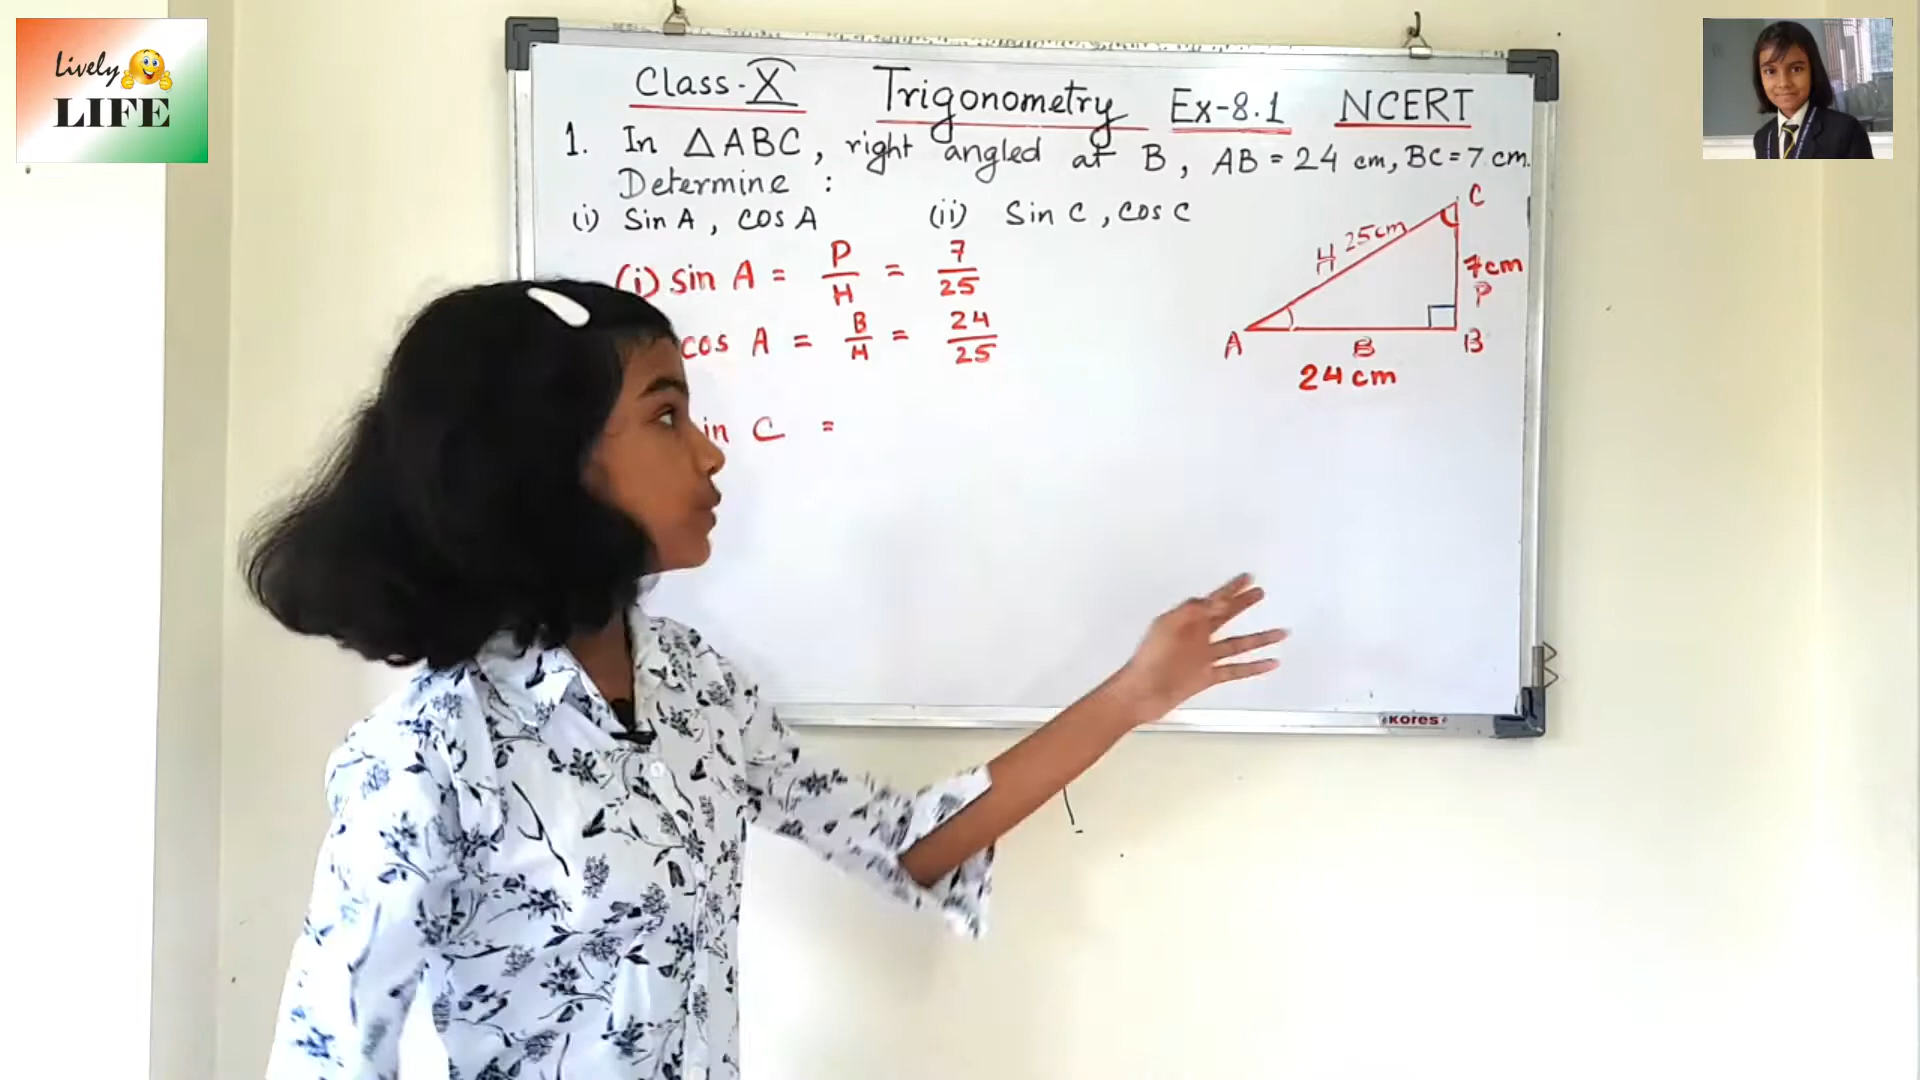 Lively
LIFE
Class-X Trigonometry Ex-8.1 NCERT
1. In △ABC, right angled at B, AB = 24 cm, BC = 7 cm.
Determine :
(i) Sin A, cos A (ii) Sin C, cos C
(i) sin A = P/H = 7/25
cos A = B/H = 24/25
in C =
C
H 25cm
7cm
P
A B B
24 cm
KORES